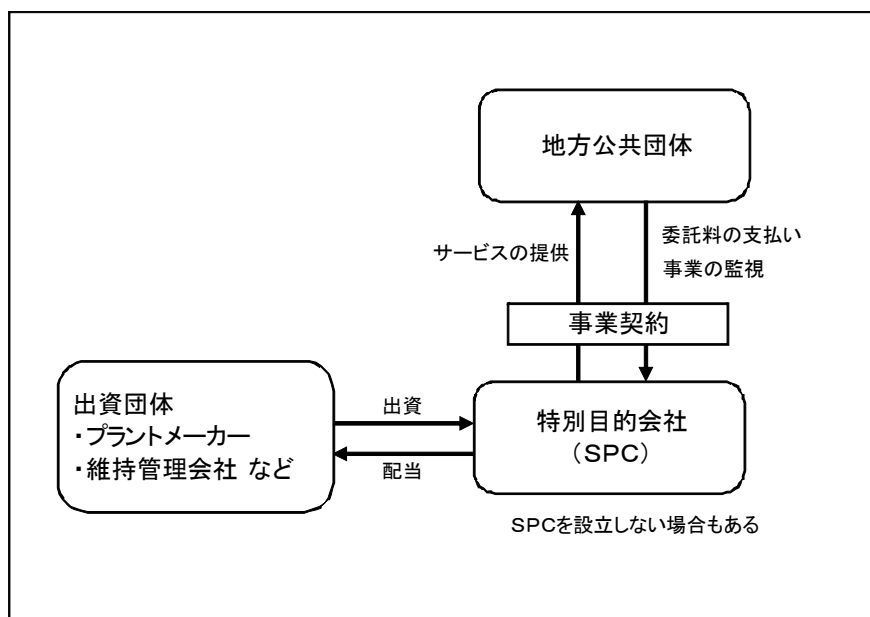 地方公共団体
サービスの提供
委託料の支払い
事業の監視
事業契約
出資団体
・プラントメーカー
・維持管理会社 など
出資
配当
特別目的会社
（SPC）
SPCを設立しない場合もある